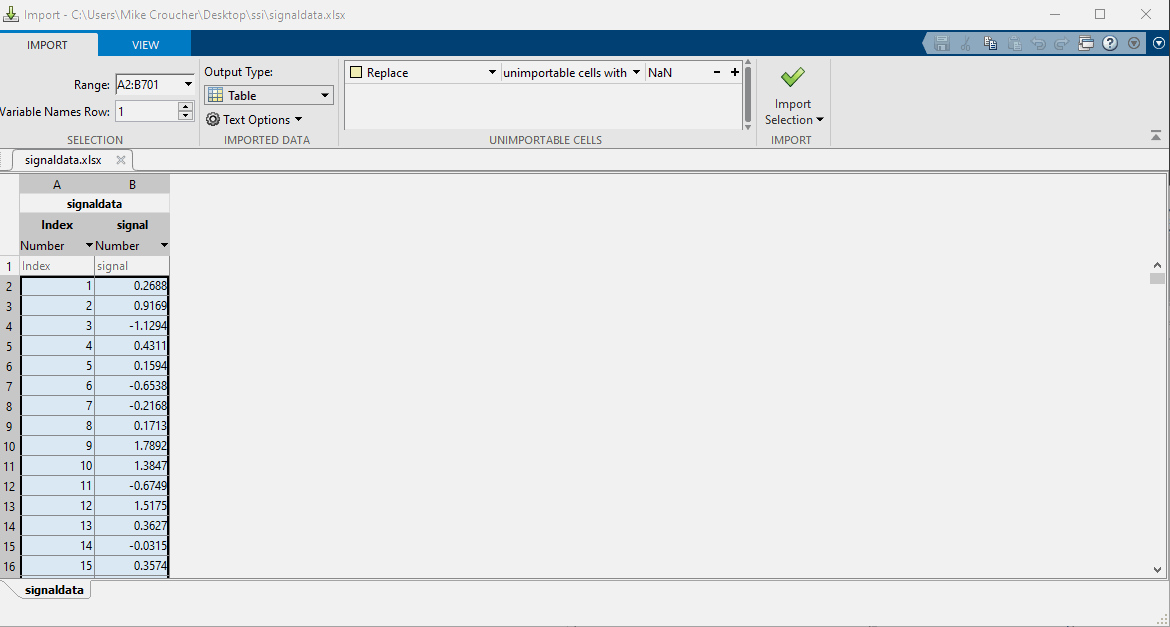 Import - C:\Users\Mike Croucher\Desktop\ssi\signaldata.xlsx
IMPORT VIEW
Range: A2:B701
Variable Names Row: 1
SELECTION
Output Type:
Table
Text Options
IMPORTED DATA
Replace unimportable cells with NaN - +
UNIMPORTABLE CELLS
Import
Selection
IMPORT
signaldata.xlsx
A B
signaldata
Index signal
Number Number
1 Index signal
2 1 0.2688
3 2 0.9169
4 3 -1.1294
5 4 0.4311
6 5 0.1594
7 6 -0.6538
8 7 -0.2168
9 8 0.1713
10 9 1.7892
11 10 1.3847
12 11 -0.6749
13 12 1.5175
14 13 0.3627
15 14 -0.0315
16 15 0.3574
signaldata